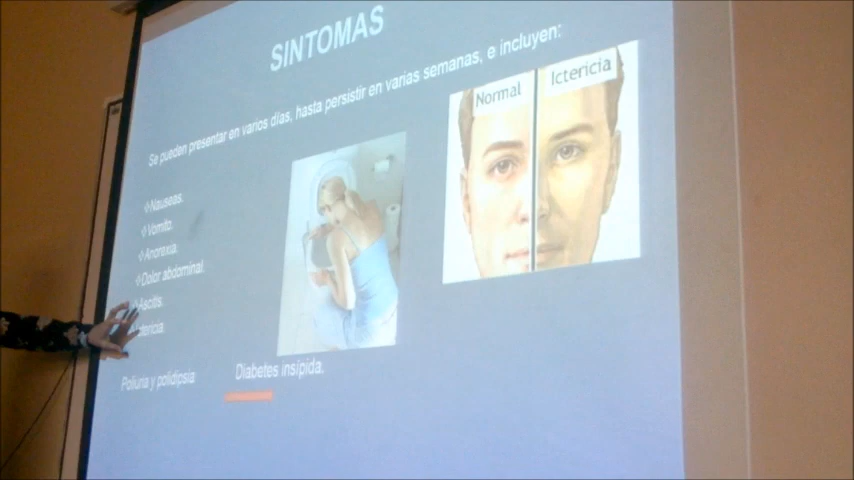 SINTOMAS
Se pueden presentar en varios días, hasta persistir en varias semanas, e incluyen:
Normal
Ictericia
Nauseas.
Vomito.
Anorexia.
Dolor abdominal.
Ascitis.
Poliuria y polidipsia
Diabetes insípida.